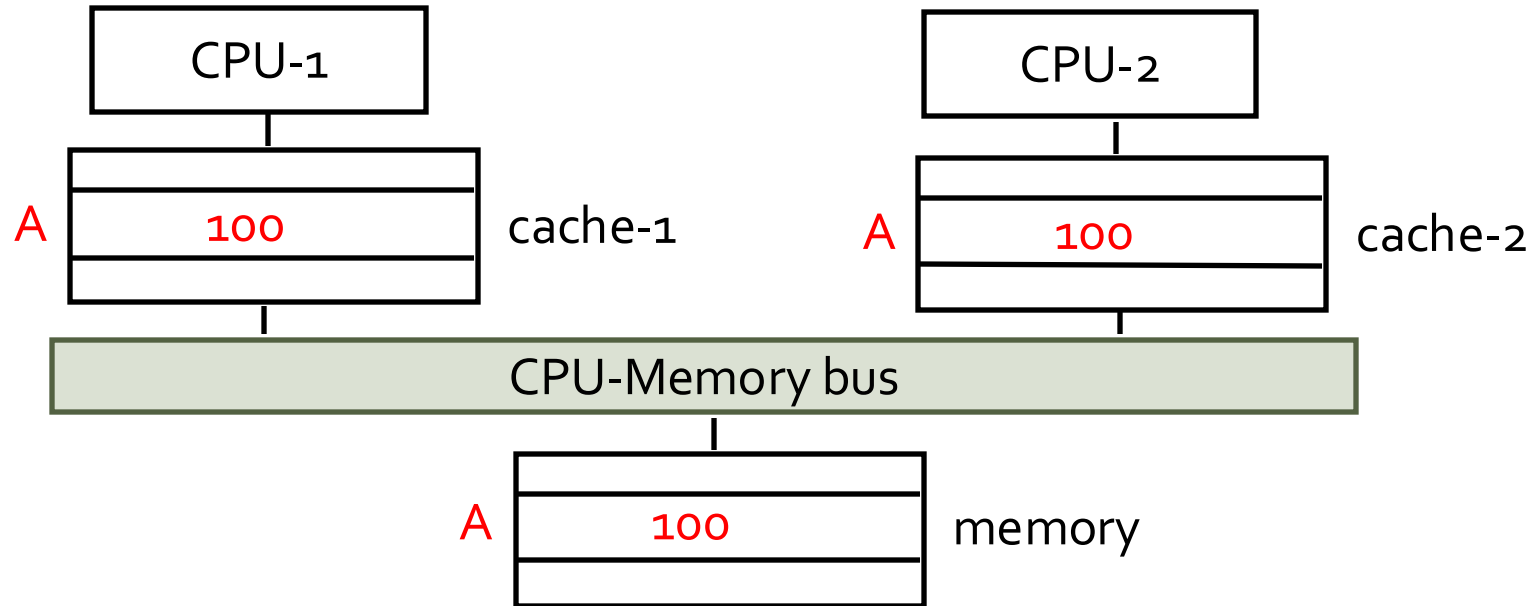 CPU-1
CPU-2
A 100 cache-1
A 100 cache-2
CPU-Memory bus
A 100 memory